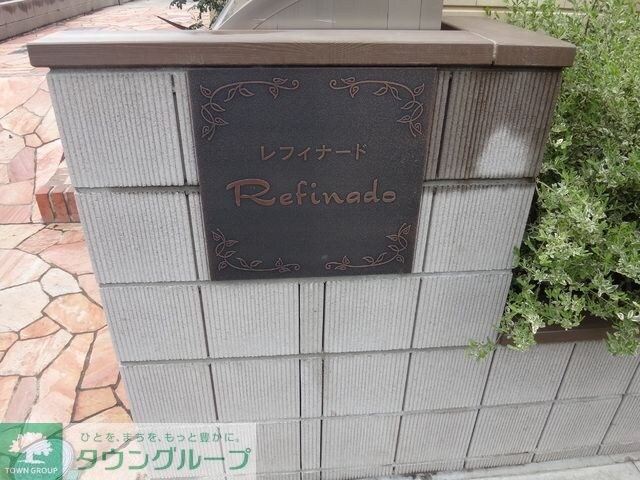 レフィナード
Refinado
ひとを、まちを、もっと豊かに。
タウングループ
TOWN GROUP